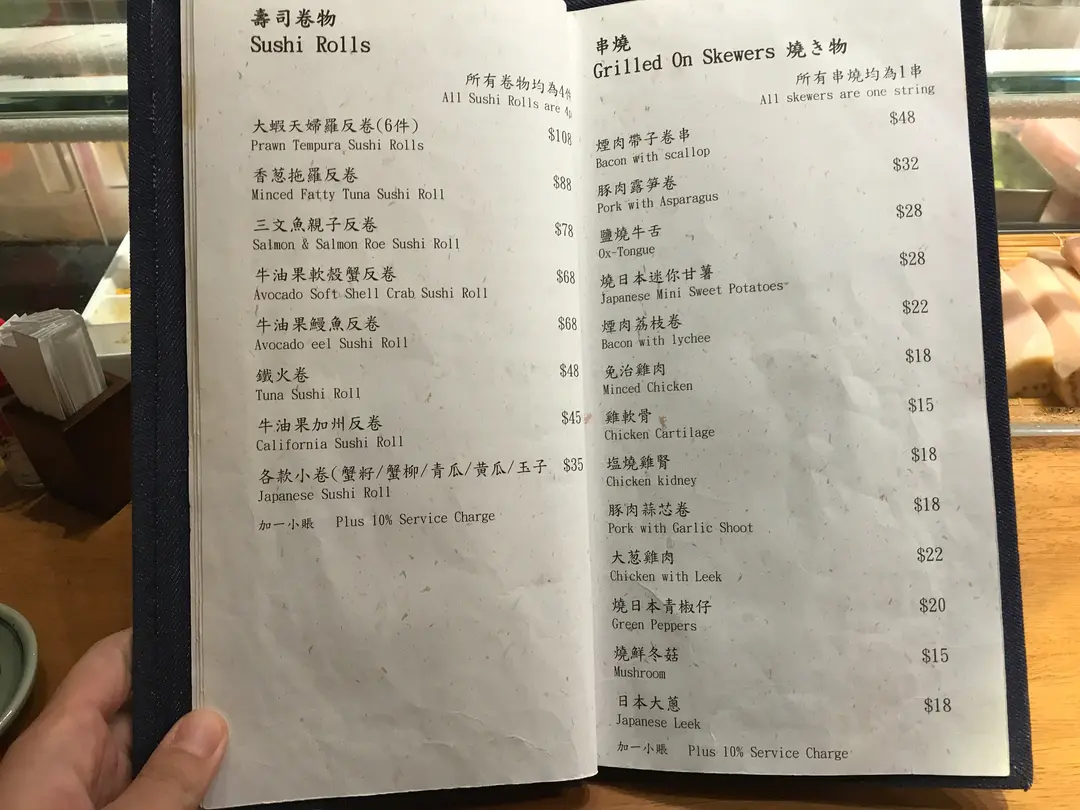 壽司卷物
Sushi Rolls
所有卷物均為4件
All Sushi Rolls are 4p
大蝦天婦羅反卷(6件) $108
Prawn Tempura Sushi Rolls
香葱拖羅反卷 $88
Minced Fatty Tuna Sushi Roll
三文魚親子反卷 $78
Salmon & Salmon Roe Sushi Roll
牛油果軟殼蟹反卷 $68
Avocado Soft Shell Crab Sushi Roll
牛油果鰻魚反卷 $68
Avocado eel Sushi Roll
鐵火卷 $48
Tuna Sushi Roll
牛油果加州反卷 $45
California Sushi Roll
各款小卷(蟹籽/蟹柳/青瓜/黃瓜/玉子 $35
Japanese Sushi Roll
加一小賬 Plus 10% Service Charge
串燒
Grilled On Skewers 燒き物
所有串燒均為1串
All skewers are one string
煙肉帶子卷串 $48
Bacon with scallop
豚肉露笋卷 $32
Pork with Asparagus
鹽燒牛舌 $28
Ox-Tongue
燒日本迷你甘薯 $28
Japanese Mini Sweet Potatoes
煙肉荔枝卷 $22
Bacon with lychee
免治雞肉 $18
Minced Chicken
雞軟骨 $15
Chicken Cartilage
塩燒雞腎 $18
Chicken kidney
豚肉蒜芯卷 $18
Pork with Garlic Shoot
大葱雞肉 $22
Chicken with Leek
燒日本青椒仔 $20
Green Peppers
燒鮮冬菇 $15
Mushroom
日本大蔥 $18
Japanese Leek
加一小賬 Plus 10% Service Charge